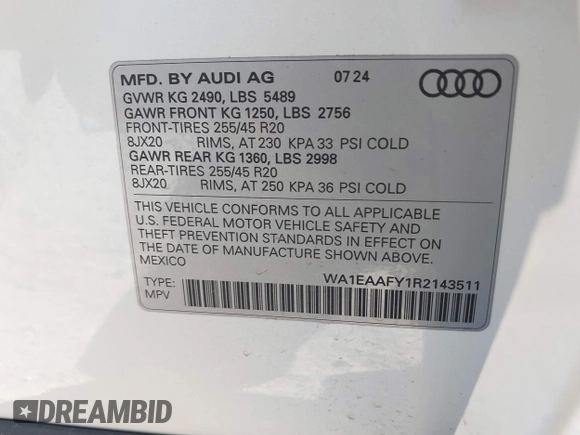 MFD. BY AUDI AG 07 24
GVWR KG 2490, LBS 5489
GAWR FRONT KG 1250, LBS 2756
FRONT-TIRES 255/45 R20
8JX20 RIMS, AT 230 KPA 33 PSI COLD
GAWR REAR KG 1360, LBS 2998
REAR-TIRES 255/45 R20
8JX20 RIMS, AT 250 KPA 36 PSI COLD
THIS VEHICLE CONFORMS TO ALL APPLICABLE
U.S. FEDERAL MOTOR VEHICLE SAFETY AND
THEFT PREVENTION STANDARDS IN EFFECT ON
THE DATE OF MANUFACTURE SHOWN ABOVE.
MEXICO
WA1EAAFY1R2143511
TYPE:
MPV
DREAMBID